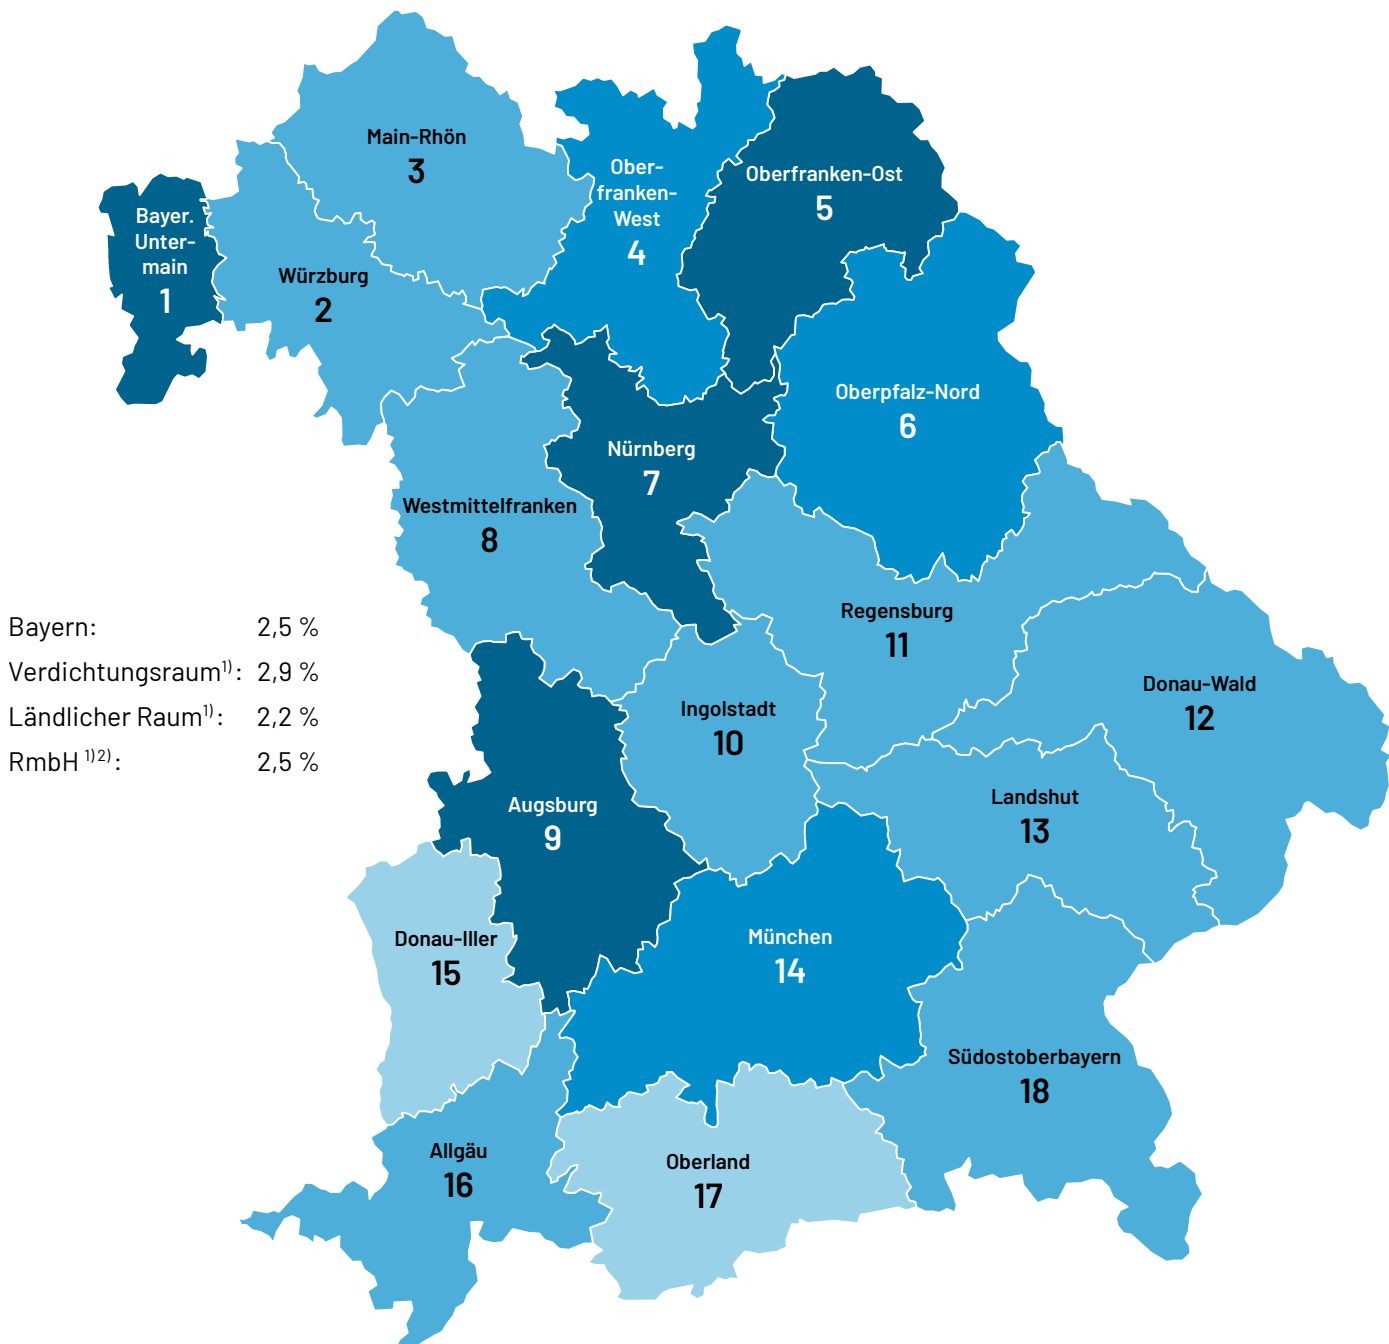 Main-Rhön
3
Ober-
franken-
West
4
Oberfranken-Ost
5
Bayer.
Unter-
main
1
Würzburg
2
Oberpfalz-Nord
6
Nürnberg
7
Westmittelfranken
8
Regensburg
11
Bayern: 2,5 %
Verdichtungsraum¹⁾: 2,9 %
Ländlicher Raum¹⁾: 2,2 %
RmbH ¹⁾²⁾: 2,5 %
Donau-Wald
12
Ingolstadt
10
Landshut
13
Augsburg
9
Donau-Iller
15
München
14
Südostoberbayern
18
Allgäu
16
Oberland
17